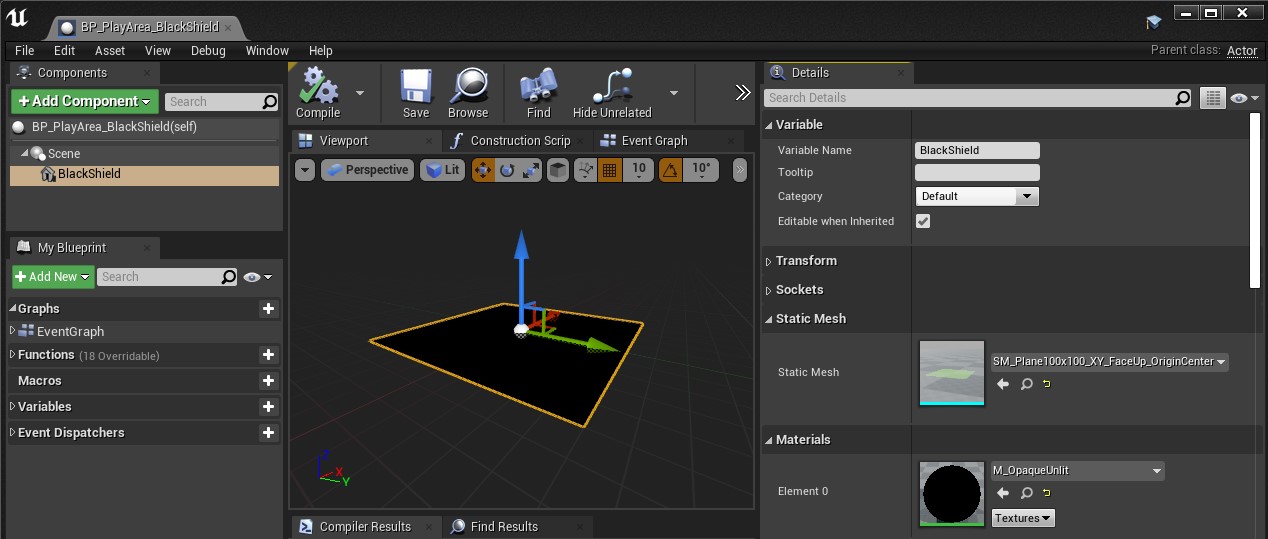 BP_PlayArea_BlackShield
File Edit Asset View Debug Window Help
Parent class: Actor
Components
+ Add Component
Search
BP_PlayArea_BlackShield(self)
Scene
BlackShield
My Blueprint
+ Add New
Search
Graphs
EventGraph
Functions (18 Overridable)
Macros
Variables
Event Dispatchers
Compile
Save
Browse
Find
Hide Unrelated
Viewport
Construction Scrip
Event Graph
Perspective
Lit
10
10°
Z
X
Y
Compiler Results
Find Results
Details
Search Details
Variable
Variable Name BlackShield
Tooltip
Category Default
Editable when Inherited
Transform
Sockets
Static Mesh
Static Mesh SM_Plane100x100_XY_FaceUp_OriginCenter
Materials
Element 0 M_OpaqueUnlit
Textures